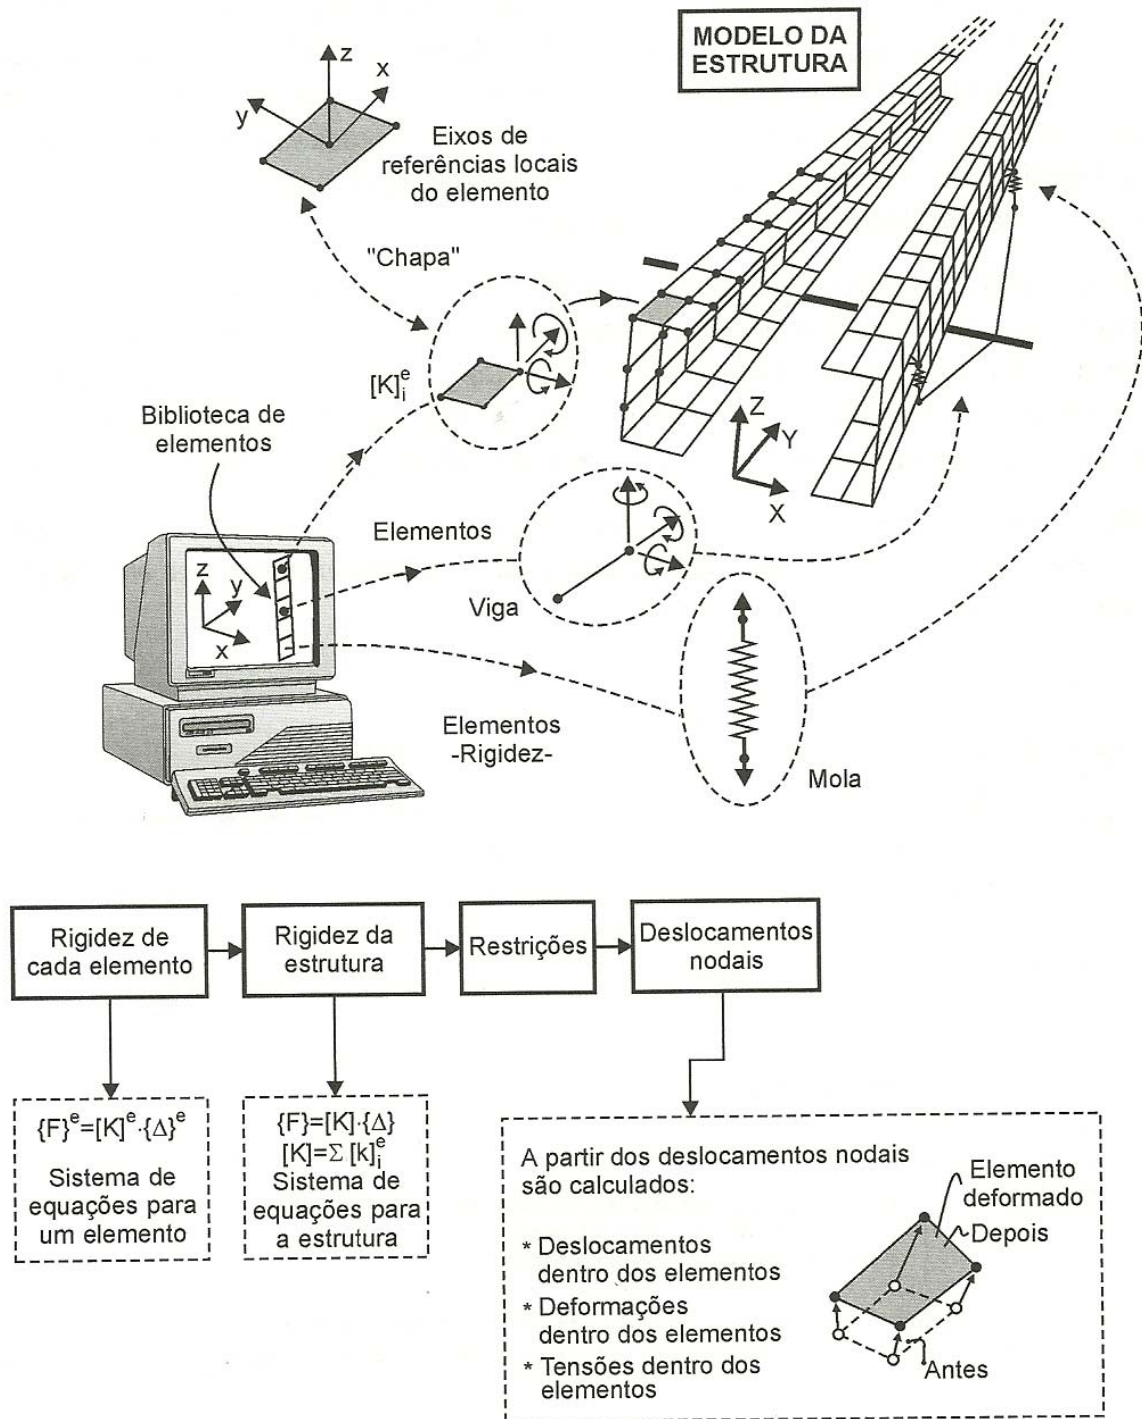 MODELO DA
ESTRUTURA
z
x
y
Eixos de
referências locais
do elemento
"Chapa"
[K]iᵉ
Biblioteca de
elementos
Z
Y
X
Elementos
Viga
z
y
x
Elementos
-Rigidez-
Mola
Rigidez de
cada elemento
Rigidez da
estrutura
Restrições
Deslocamentos
nodais
{F}ᵉ=[K]ᵉ·{Δ}ᵉ
Sistema de
equações para
um elemento
{F}=[K]·{Δ}
[K]=Σ [k]iᵉ
Sistema de
equações para
a estrutura
A partir dos deslocamentos nodais
são calculados:
* Deslocamentos
dentro dos elementos
* Deformações
dentro dos elementos
* Tensões dentro dos
elementos
Elemento
deformado
Depois
Antes